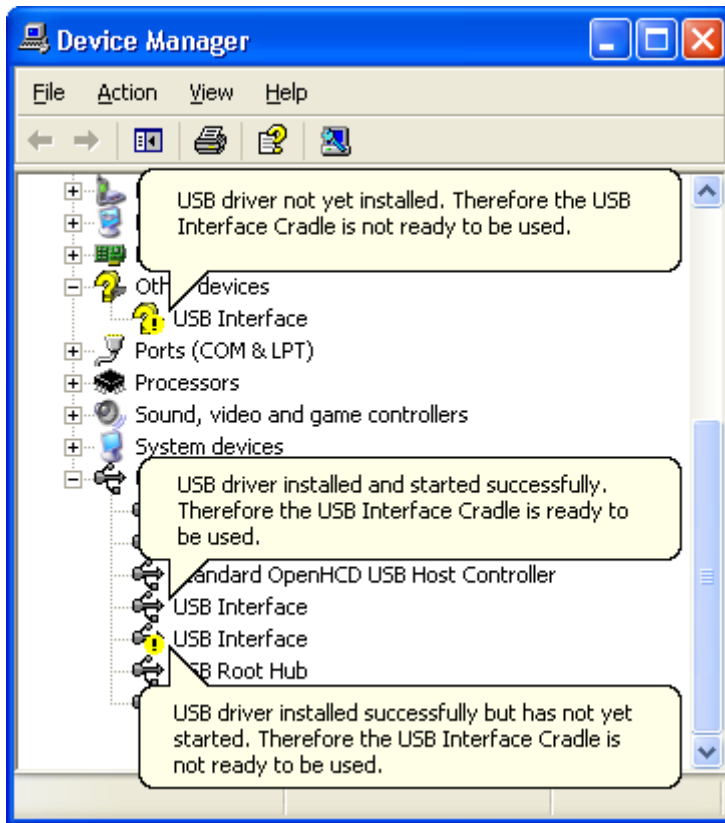 Device Manager
File Action View Help
USB driver not yet installed. Therefore the USB
Interface Cradle is not ready to be used.
Oth devices
USB Interface
Ports (COM & LPT)
Processors
Sound, video and game controllers
System devices
USB driver installed and started successfully.
Therefore the USB Interface Cradle is ready to
be used.
Standard OpenHCD USB Host Controller
USB Interface
USB Interface
USB Root Hub
USB driver installed successfully but has not yet
started. Therefore the USB Interface Cradle is
not ready to be used.